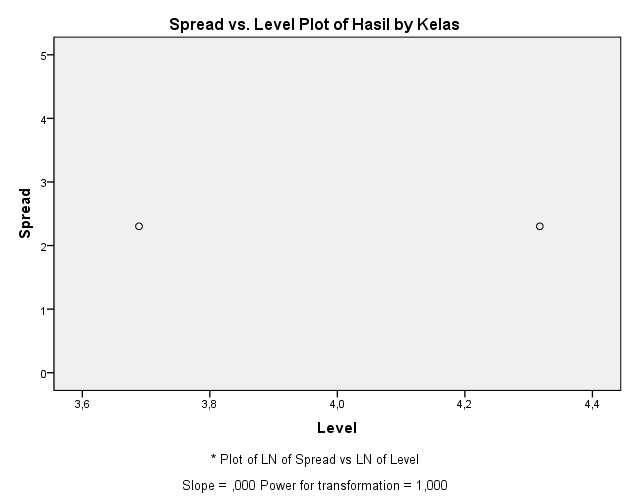 Spread vs. Level Plot of Hasil by Kelas
Spread
5
4
3
2
1
0
3,6
3,8
4,0
4,2
4,4
Level
* Plot of LN of Spread vs LN of Level
Slope = ,000 Power for transformation = 1,000